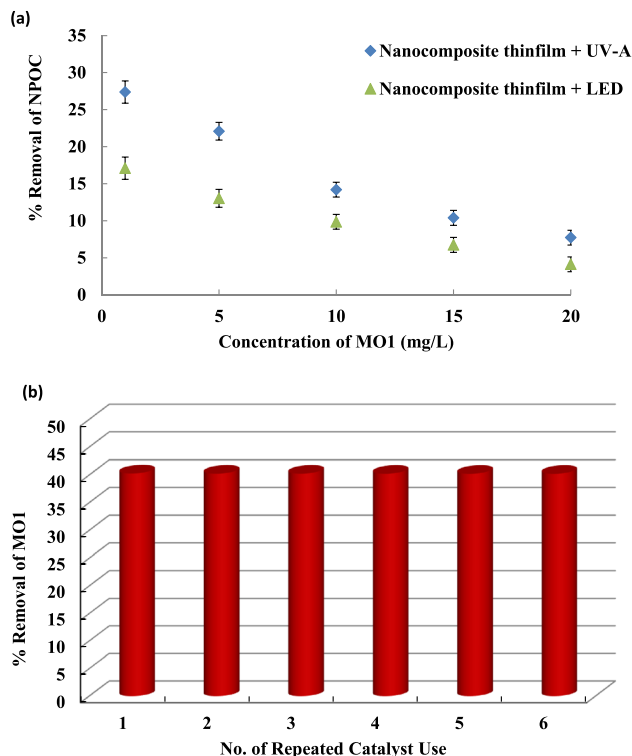 (a)
35
30
25
20
15
10
5
0
% Removal of NPOC
Nanocomposite thinfilm + UV-A
Nanocomposite thinfilm + LED
0 5 10 15 20
Concentration of MO1 (mg/L)
(b)
50
45
40
35
30
25
20
15
10
5
0
% Removal of MO1
1 2 3 4 5 6
No. of Repeated Catalyst Use